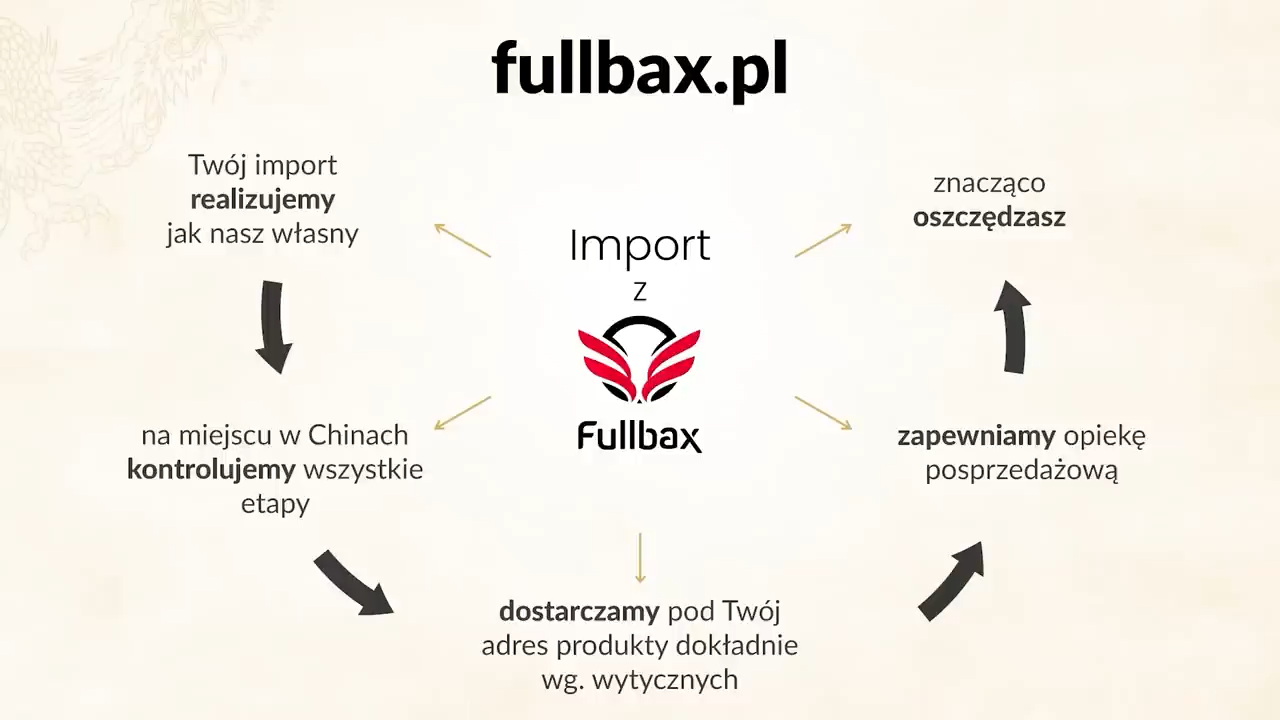 fullbax.pl
Twój import
realizujemy
jak nasz własny
na miejscu w Chinach
kontrolujemy wszystkie
etapy
Import
z
Fullbax
dostarczamy pod Twój
adres produkty dokładnie
wg. wytycznych
zapewniamy opiekę
posprzedażową
znacząco
oszczędzasz